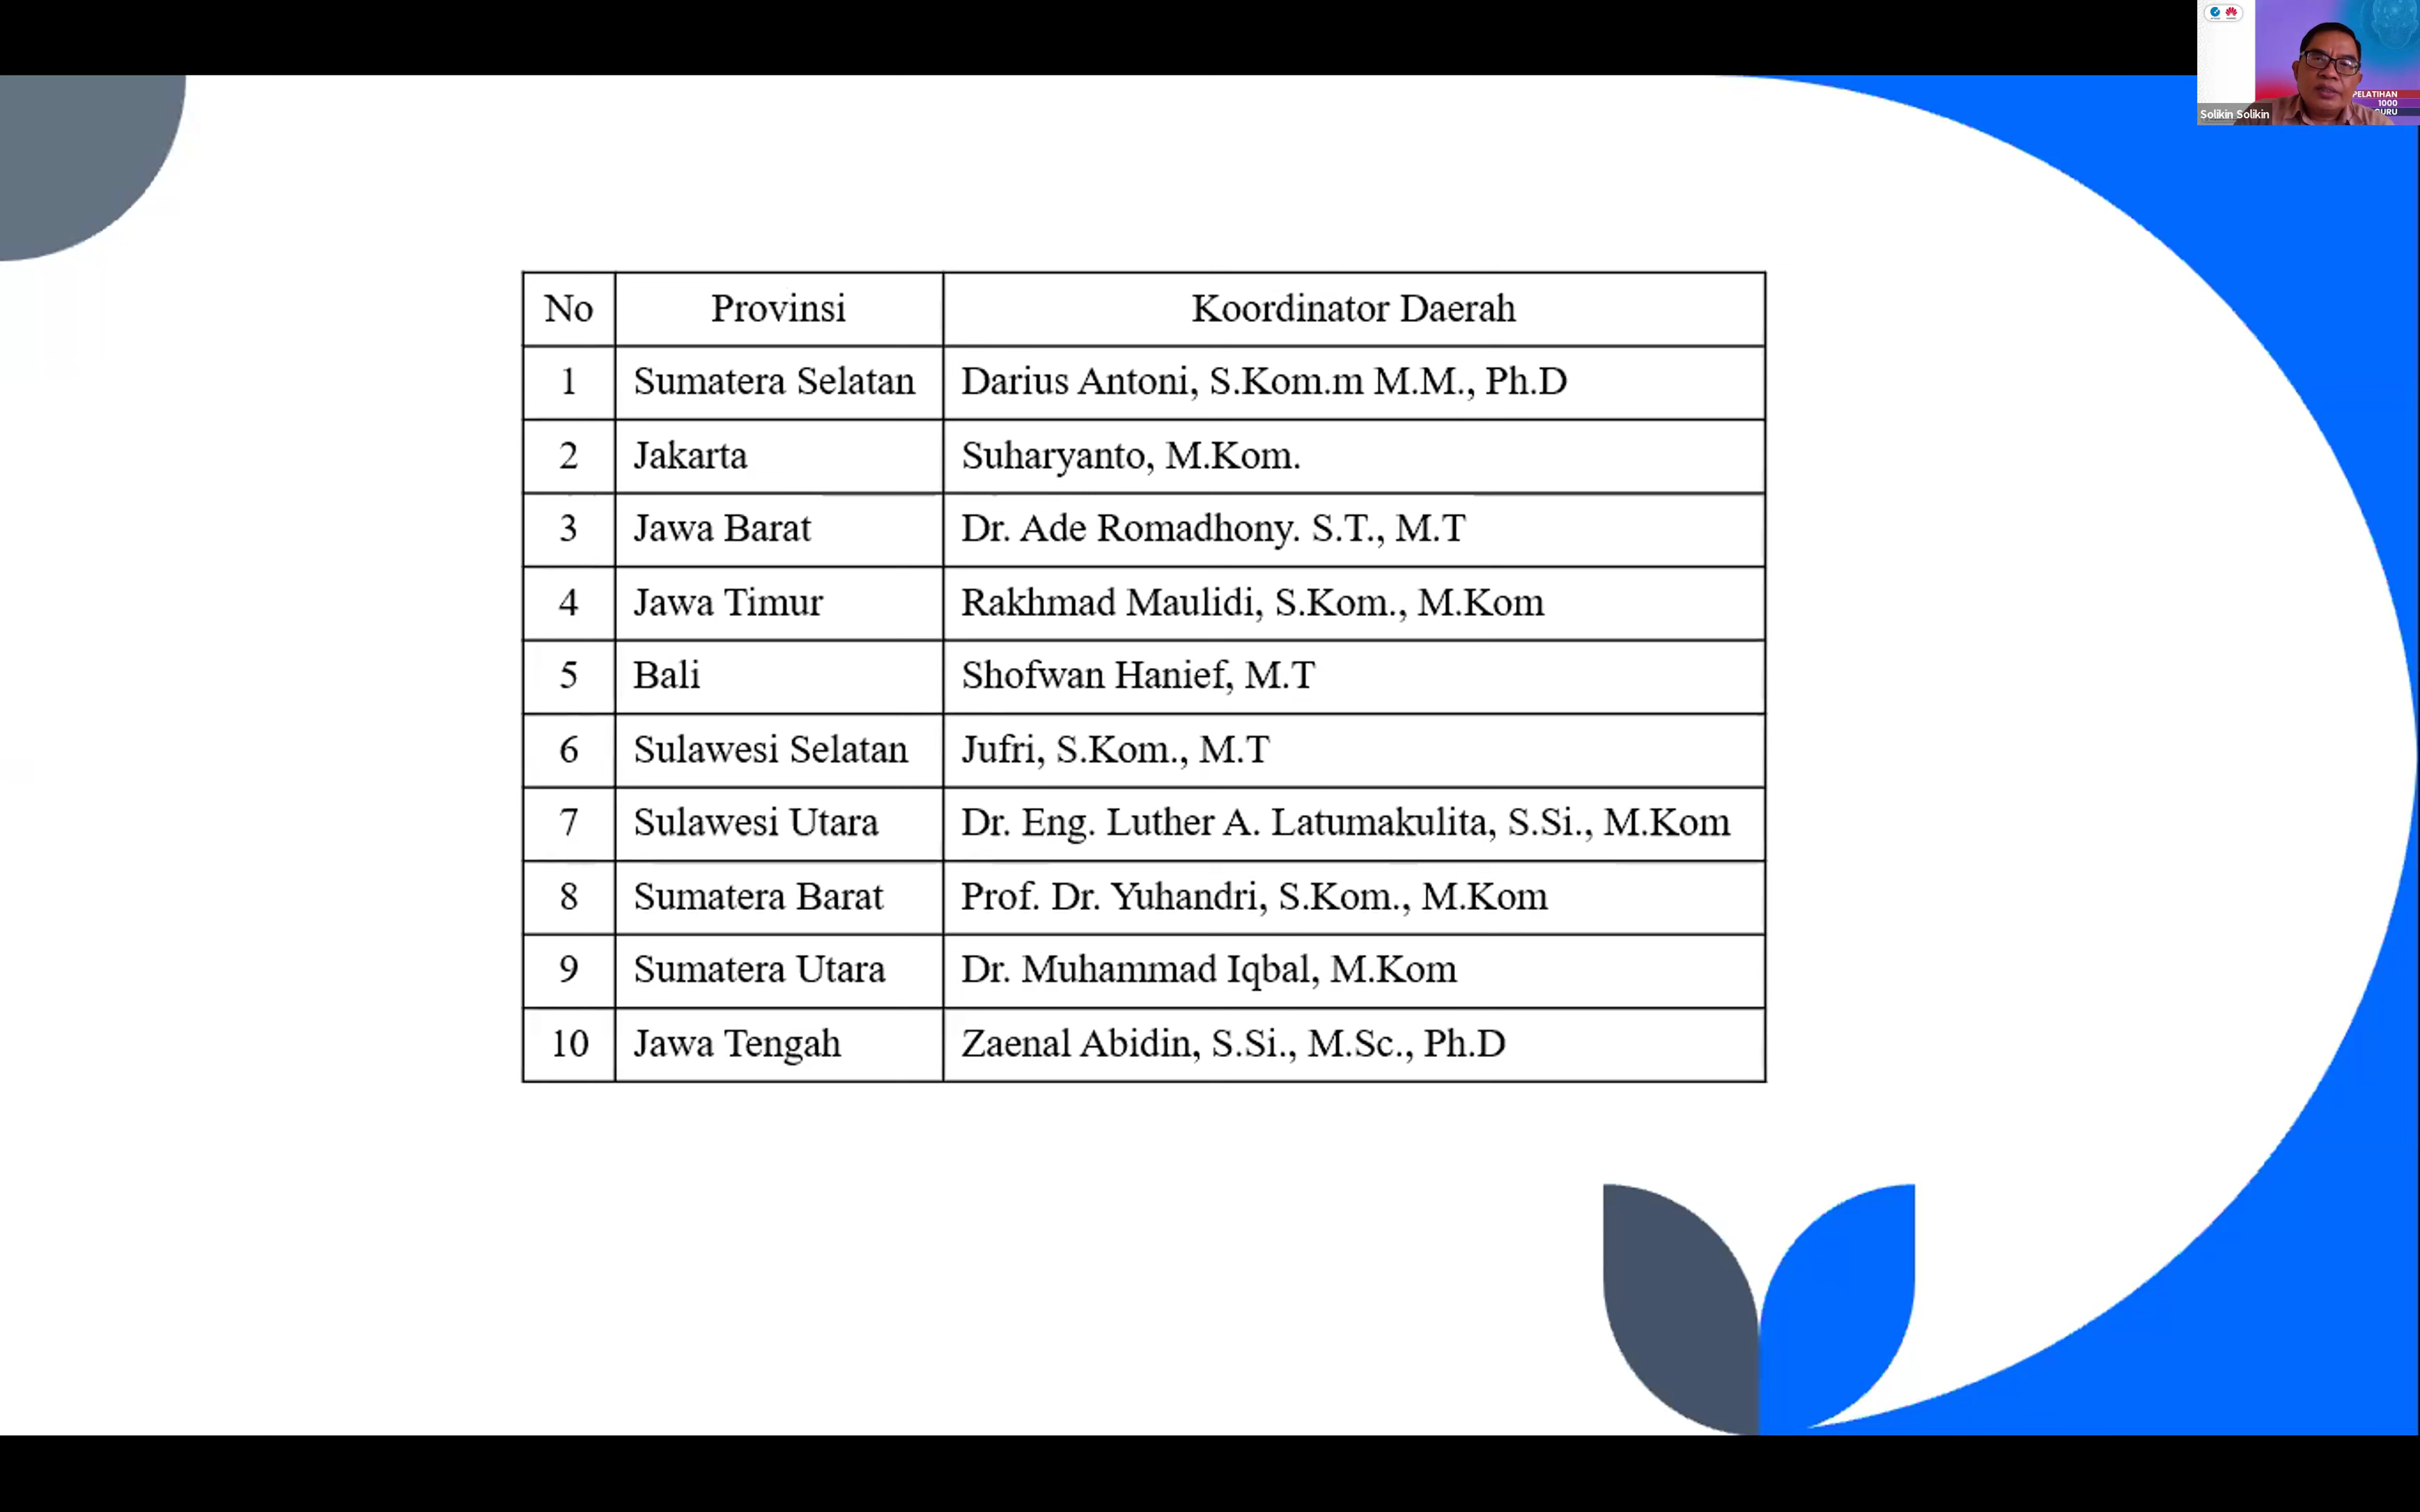 No Provinsi Koordinator Daerah
1 Sumatera Selatan Darius Antoni, S.Kom.m M.M., Ph.D
2 Jakarta Suharyanto, M.Kom.
3 Jawa Barat Dr. Ade Romadhony. S.T., M.T
4 Jawa Timur Rakhmad Maulidi, S.Kom., M.Kom
5 Bali Shofwan Hanief, M.T
6 Sulawesi Selatan Jufri, S.Kom., M.T
7 Sulawesi Utara Dr. Eng. Luther A. Latumakulita, S.Si., M.Kom
8 Sumatera Barat Prof. Dr. Yuhandri, S.Kom., M.Kom
9 Sumatera Utara Dr. Muhammad Iqbal, M.Kom
10 Jawa Tengah Zaenal Abidin, S.Si., M.Sc., Ph.D
PELATIHAN
1000
Solikin Solikin